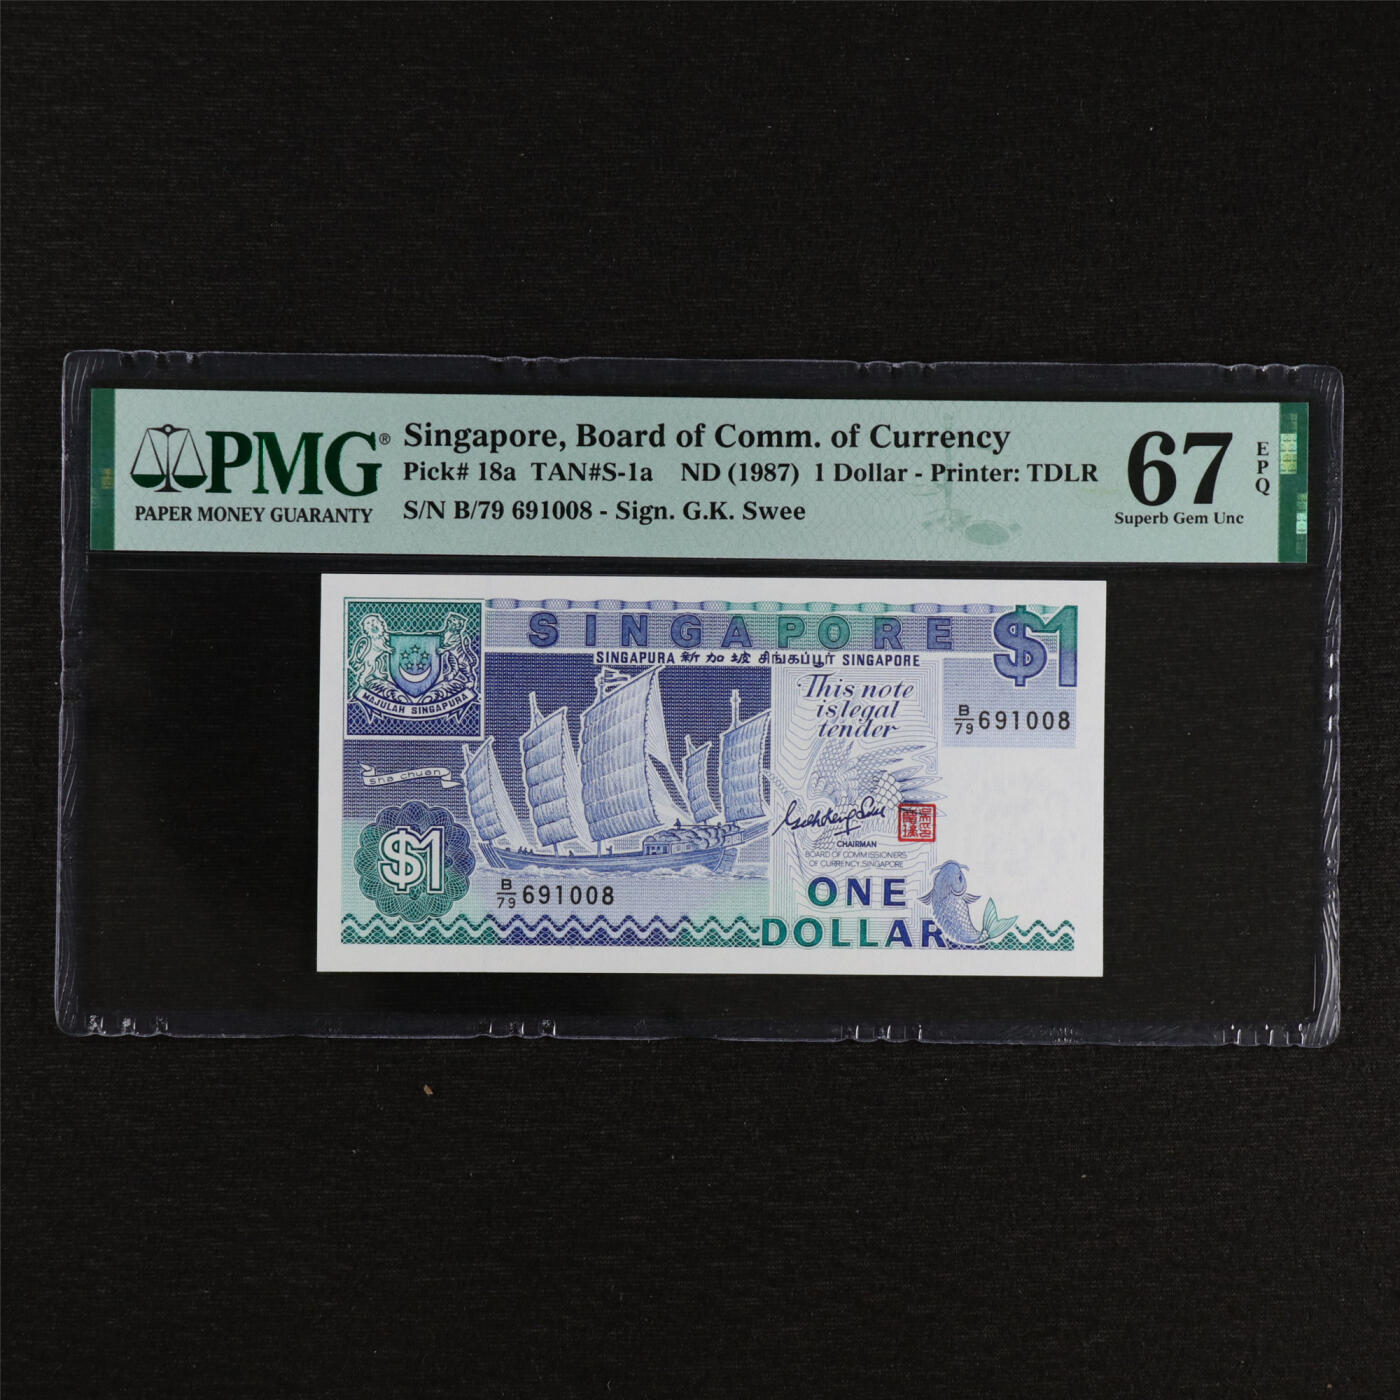 PMG®
PAPER MONEY GUARANTY
Singapore, Board of Comm. of Currency
Pick# 18a TAN#S-1a ND (1987) 1 Dollar - Printer: TDLR
S/N B/79 691008 - Sign. G.K. Swee
67
EPQ
Superb Gem Unc
SINGAPORE
$1
SINGAPURA 新加坡 சிங்கப்பூர் SINGAPORE
MAJULAH SINGAPURA
This note
is legal
tender
B/79 691008
sha chuan
$1
CHAIRMAN
BOARD OF COMMISSIONERS
OF CURRENCY, SINGAPORE
B/79 691008
ONE
DOLLAR